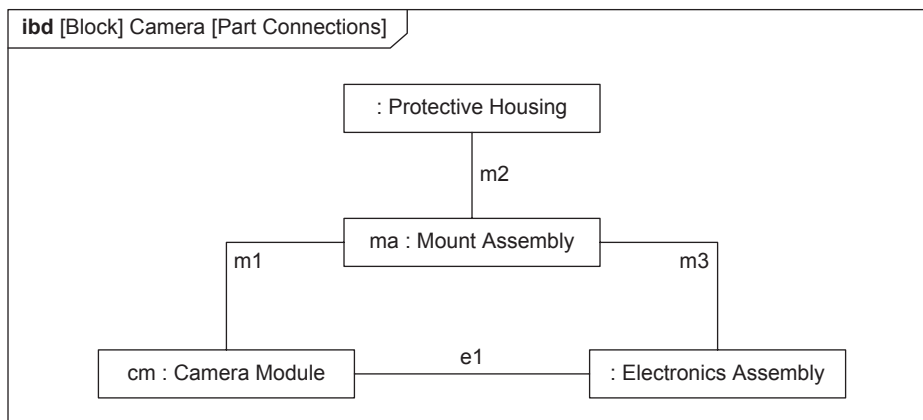 ibd [Block] Camera [Part Connections]
: Protective Housing
m2
ma : Mount Assembly
m1
m3
e1
cm : Camera Module
: Electronics Assembly